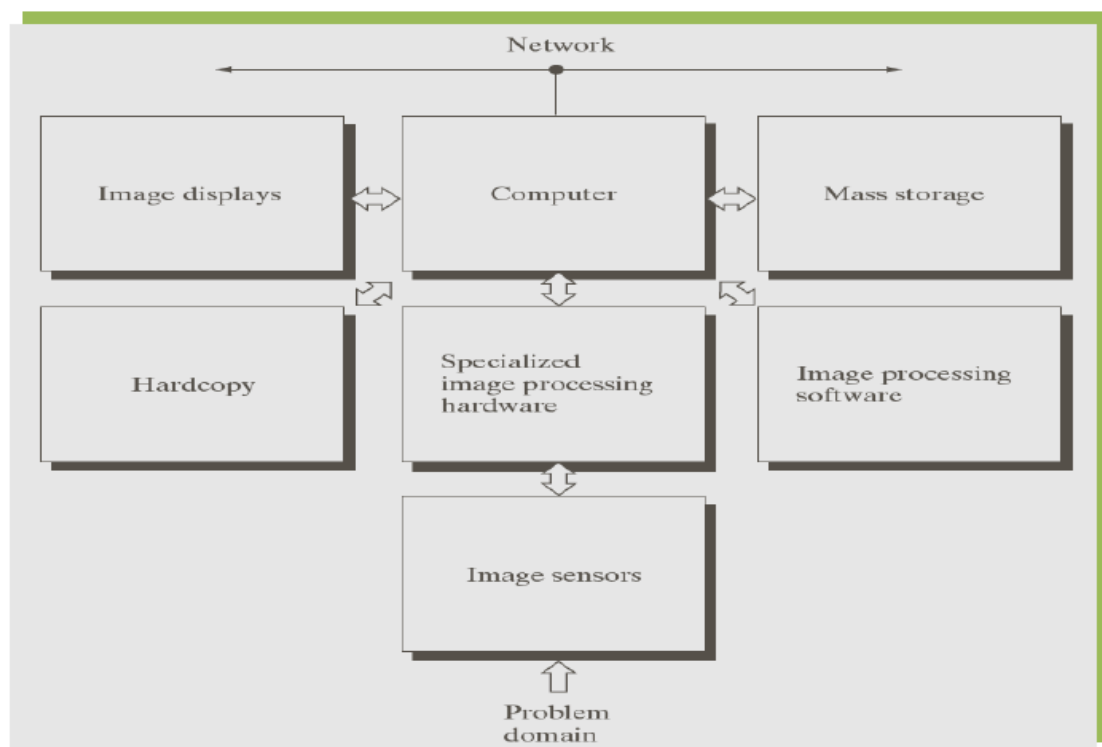 Network
Image displays
Computer
Mass storage
Hardcopy
Specialized
image processing
hardware
Image processing
software
Image sensors
Problem
domain